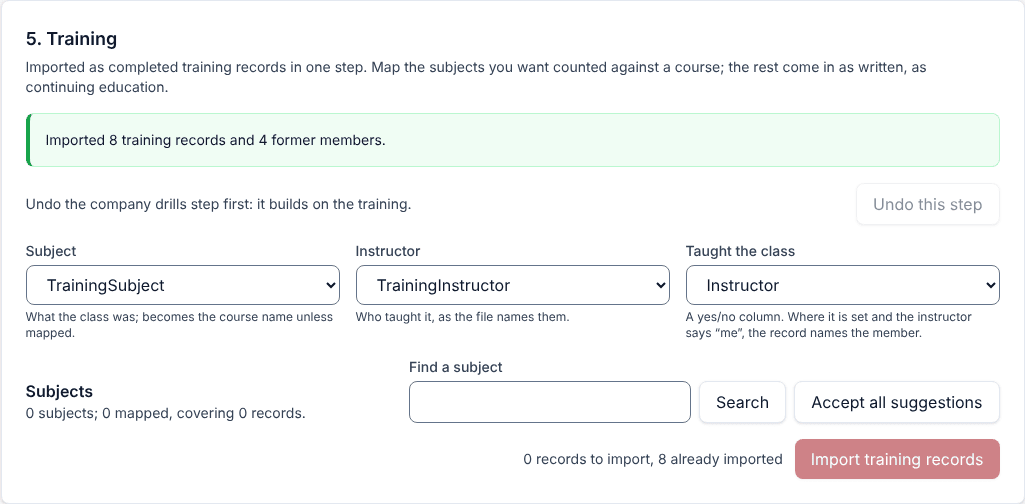 5. Training
Imported as completed training records in one step. Map the subjects you want counted against a course; the rest come in as written, as
continuing education.
Imported 8 training records and 4 former members.
Undo the company drills step first: it builds on the training.
Undo this step
Subject
TrainingSubject
What the class was; becomes the course name unless
mapped.
Instructor
TrainingInstructor
Who taught it, as the file names them.
Taught the class
Instructor
A yes/no column. Where it is set and the instructor
says “me”, the record names the member.
Subjects
0 subjects; 0 mapped, covering 0 records.
Find a subject
Search
Accept all suggestions
0 records to import, 8 already imported
Import training records